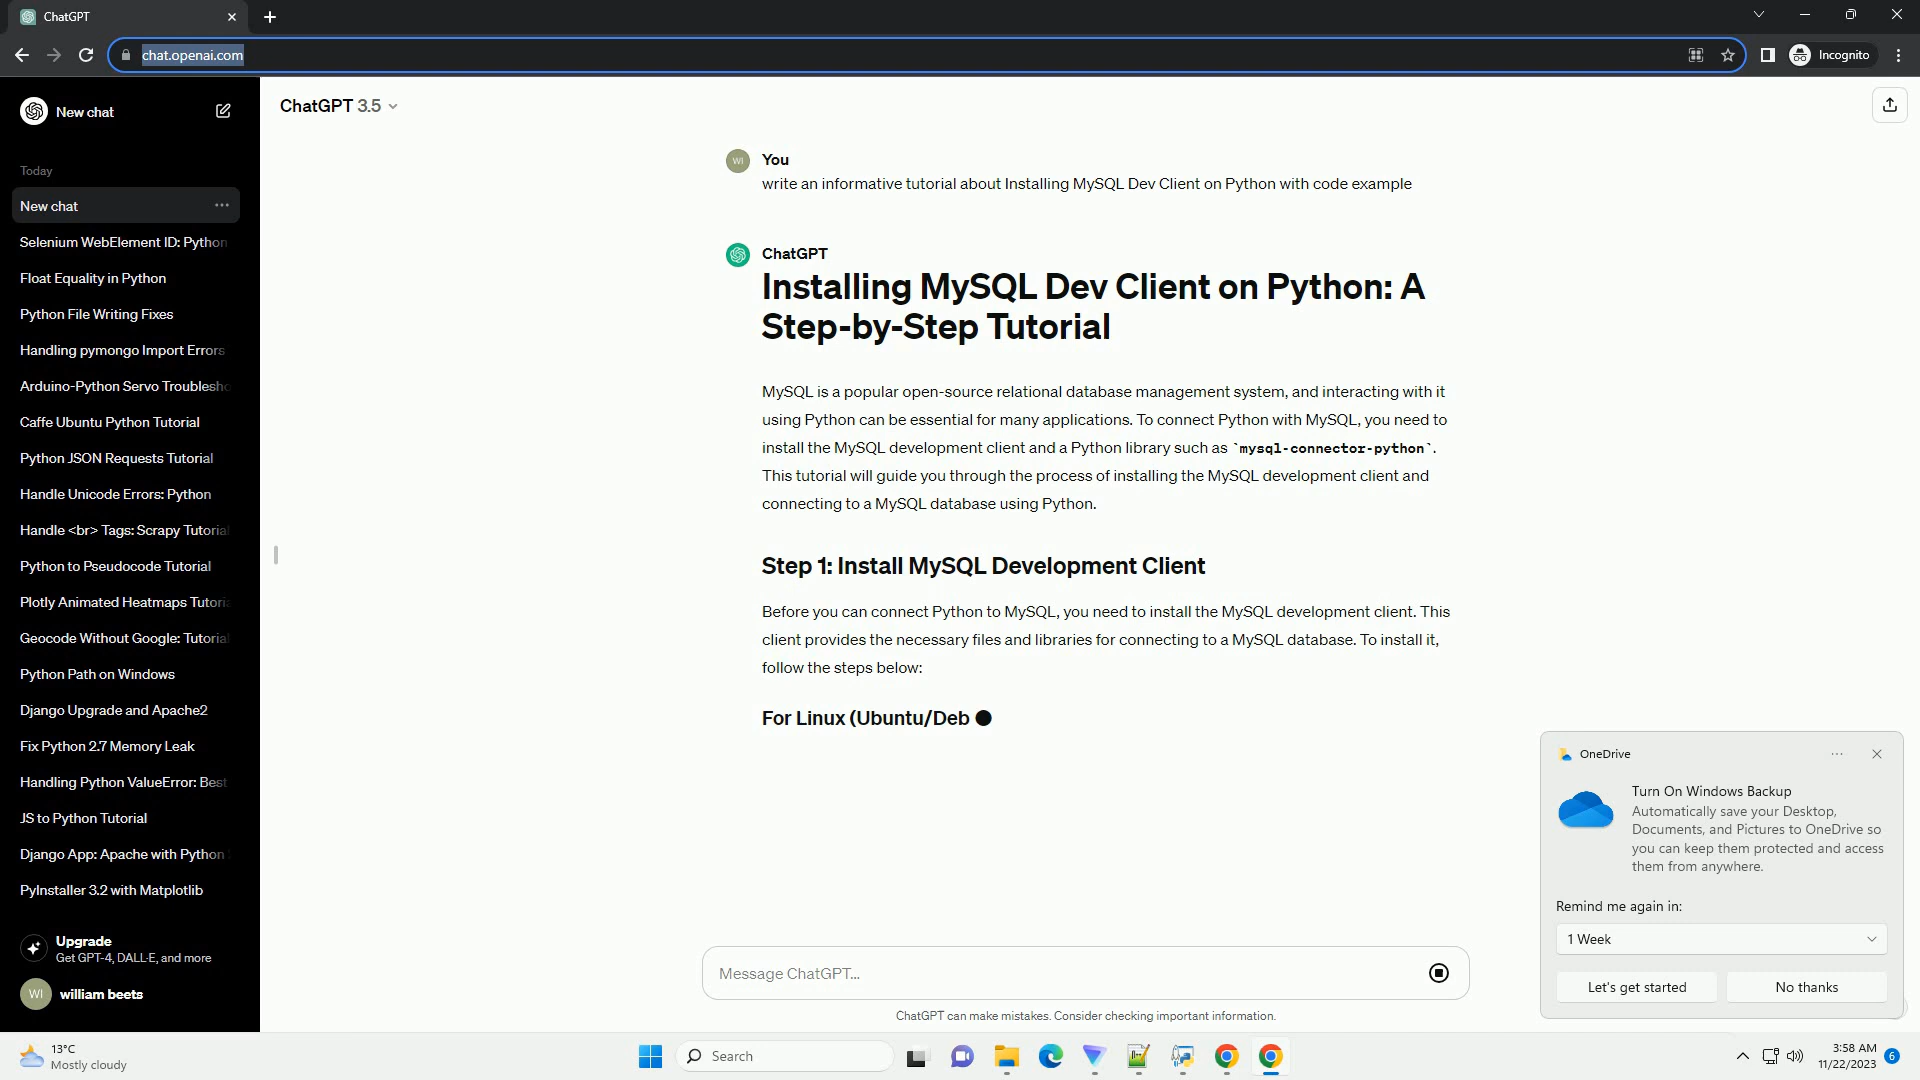 ChatGPT
chat.openai.com
Incognito
New chat
ChatGPT 3.5
Today
New chat
Selenium WebElement ID: Python
Float Equality in Python
Python File Writing Fixes
Handling pymongo Import Errors
Arduino-Python Servo Troublesho
Caffe Ubuntu Python Tutorial
Python JSON Requests Tutorial
Handle Unicode Errors: Python
Handle <br> Tags: Scrapy Tutorial
Python to Pseudocode Tutorial
Plotly Animated Heatmaps Tutoria
Geocode Without Google: Tutorial
Python Path on Windows
Django Upgrade and Apache2
Fix Python 2.7 Memory Leak
Handling Python ValueError: Best
JS to Python Tutorial
Django App: Apache with Python
PyInstaller 3.2 with Matplotlib
Upgrade
Get GPT-4, DALL·E, and more
WI
william beets
WI
You
write an informative tutorial about Installing MySQL Dev Client on Python with code example
ChatGPT
Installing MySQL Dev Client on Python: A
Step-by-Step Tutorial
MySQL is a popular open-source relational database management system, and interacting with it
using Python can be essential for many applications. To connect Python with MySQL, you need to
install the MySQL development client and a Python library such as `mysql-connector-python`.
This tutorial will guide you through the process of installing the MySQL development client and
connecting to a MySQL database using Python.
Step 1: Install MySQL Development Client
Before you can connect Python to MySQL, you need to install the MySQL development client. This
client provides the necessary files and libraries for connecting to a MySQL database. To install it,
follow the steps below:
For Linux (Ubuntu/Deb
Message ChatGPT...
ChatGPT can make mistakes. Consider checking important information.
OneDrive
Turn On Windows Backup
Automatically save your Desktop,
Documents, and Pictures to OneDrive so
you can keep them protected and access
them from anywhere.
Remind me again in:
1 Week
Let's get started
No thanks
13°C
Mostly cloudy
Search
3:58 AM
11/22/2023
6